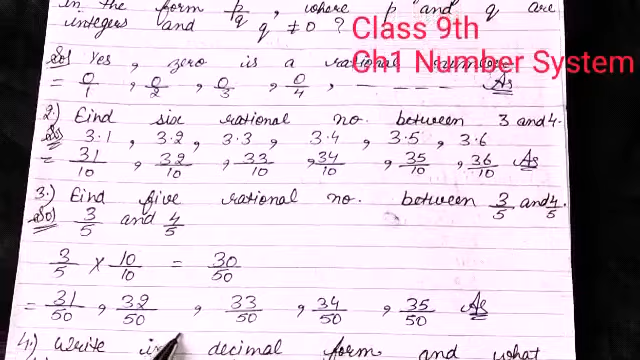 in the form p/q, where p and q are
integers and q ≠ 0 ?
Class 9th
Ch1 Number System
Sol Yes, zero is a rational number
= 0/1, 0/2, 0/3, 0/4, - - - - - As
2.) Find six rational no. between 3 and 4.
Sol 3.1, 3.2, 3.3, 3.4, 3.5, 3.6
= 31/10, 32/10, 33/10, 34/10, 35/10, 36/10 As
3.) Find five rational no. between 3/5 and 4/5.
Sol 3/5 and 4/5
3/5 × 10/10 = 30/50
= 31/50, 32/50, 33/50, 34/50, 35/50 As
4.) Write in decimal form and what